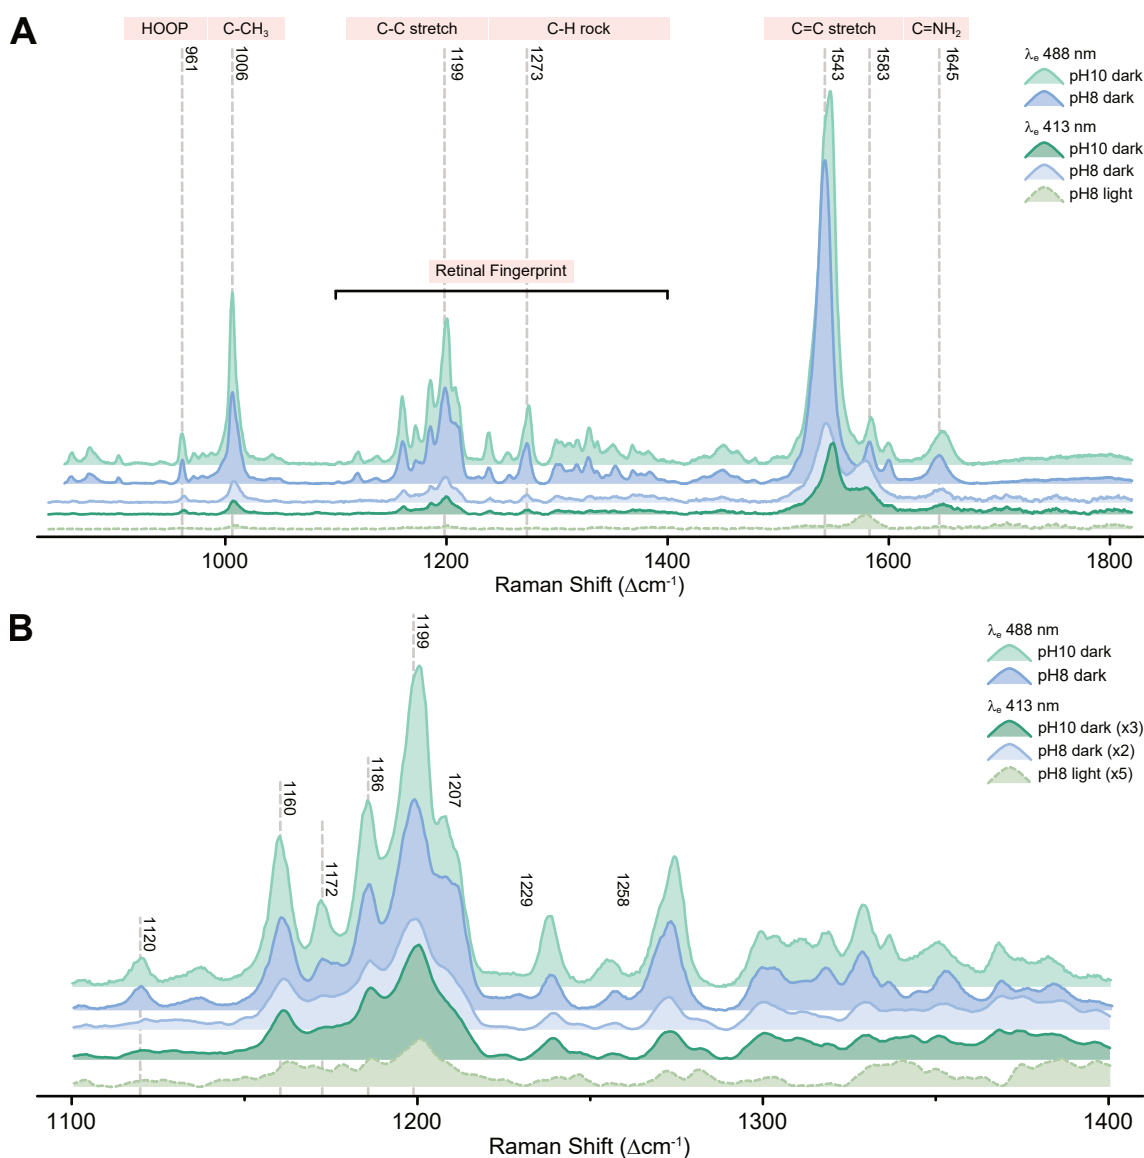 A
HOOP C-CH₃ C-C stretch C-H rock C=C stretch C=NH₂
961 1006 1199 1273 1543 1583 1645
λₑ 488 nm
pH10 dark
pH8 dark
λₑ 413 nm
pH10 dark
pH8 dark
pH8 light
Retinal Fingerprint
1000 1200 1400 1600 1800
Raman Shift (Δcm⁻¹)
B
λₑ 488 nm
pH10 dark
pH8 dark
λₑ 413 nm
pH10 dark (x3)
pH8 dark (x2)
pH8 light (x5)
1120 1160 1172 1186 1199 1207 1229 1258
1100 1200 1300 1400
Raman Shift (Δcm⁻¹)